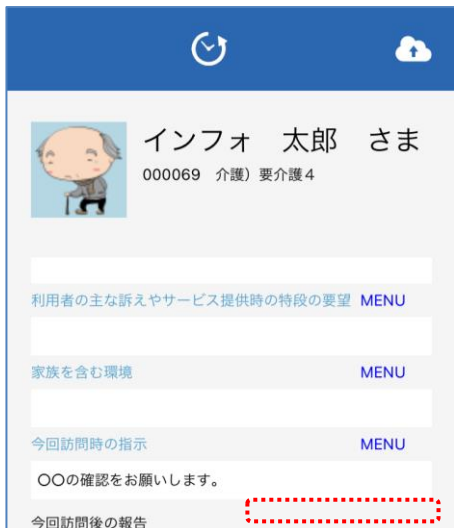 インフォ　太郎　さま
000069　介護）要介護４
利用者の主な訴えやサービス提供時の特段の要望 MENU
家族を含む環境 MENU
今回訪問時の指示 MENU
〇〇の確認をお願いします。
今回訪問後の報告